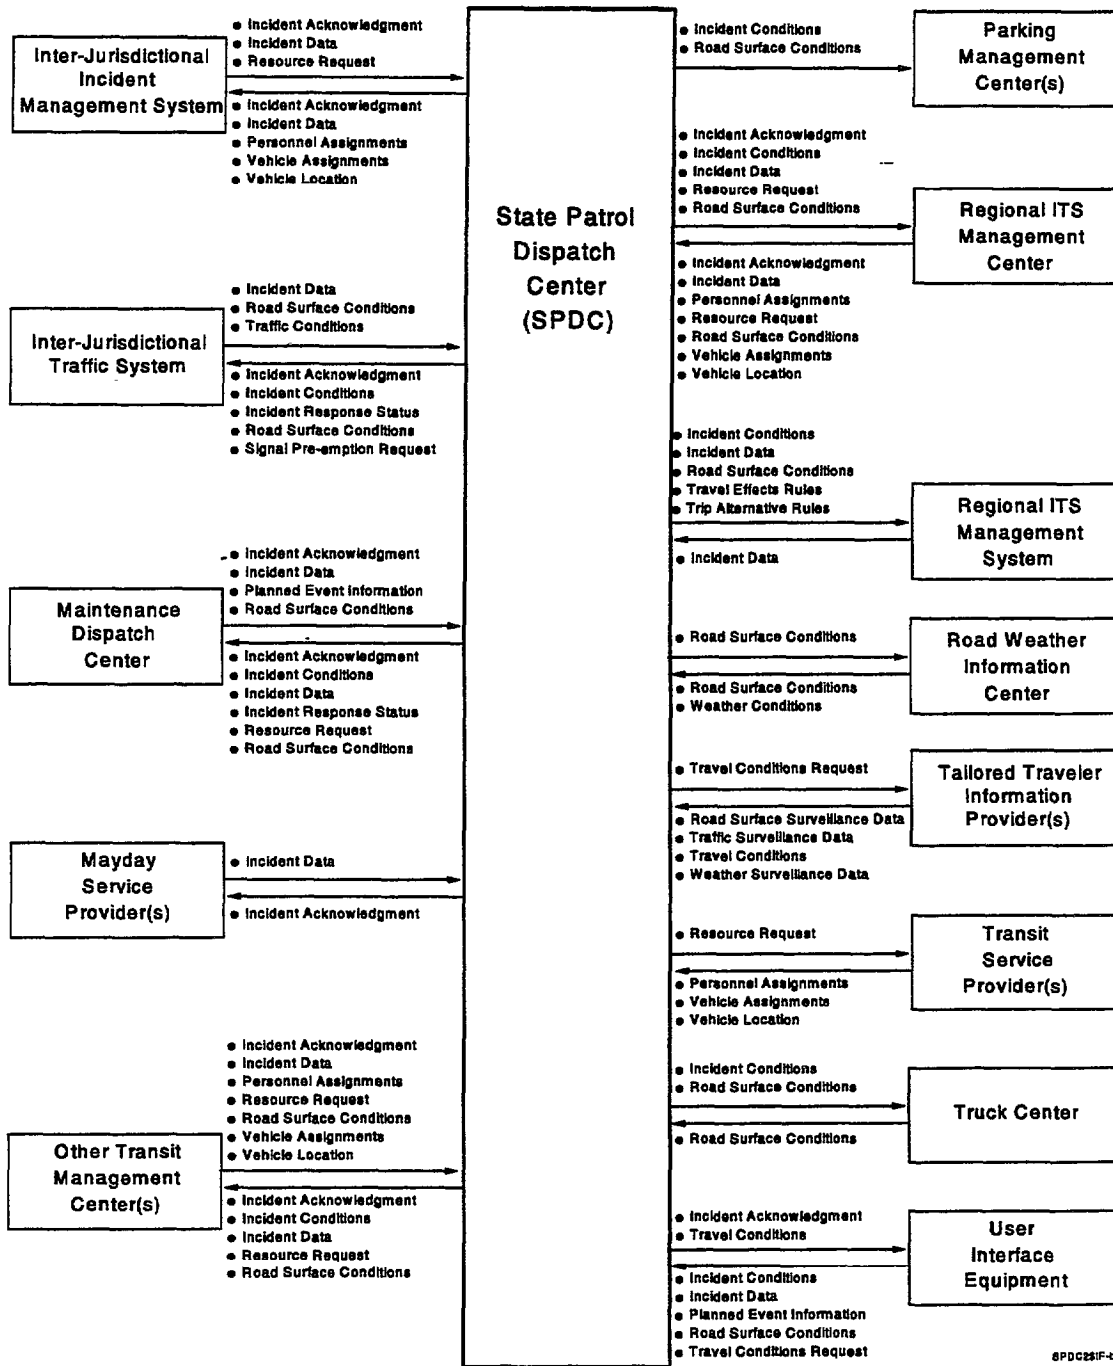 Inter-Jurisdictional
Incident
Management System
• Incident Acknowledgment
• Incident Data
• Resource Request
• Incident Acknowledgment
• Incident Data
• Personnel Assignments
• Vehicle Assignments
• Vehicle Location
Inter-Jurisdictional
Traffic System
• Incident Data
• Road Surface Conditions
• Traffic Conditions
• Incident Acknowledgment
• Incident Conditions
• Incident Response Status
• Road Surface Conditions
• Signal Pre-emption Request
Maintenance
Dispatch
Center
• Incident Acknowledgment
• Incident Data
• Planned Event Information
• Road Surface Conditions
• Incident Acknowledgment
• Incident Conditions
• Incident Data
• Incident Response Status
• Resource Request
• Road Surface Conditions
Mayday
Service
Provider(s)
• Incident Data
• Incident Acknowledgment
Other Transit
Management
Center(s)
• Incident Acknowledgment
• Incident Data
• Personnel Assignments
• Resource Request
• Road Surface Conditions
• Vehicle Assignments
• Vehicle Location
• Incident Acknowledgment
• Incident Conditions
• Incident Data
• Resource Request
• Road Surface Conditions
State Patrol
Dispatch
Center
(SPDC)
• Incident Conditions
• Road Surface Conditions
Parking
Management
Center(s)
• Incident Acknowledgment
• Incident Conditions
• Incident Data
• Resource Request
• Road Surface Conditions
• Incident Acknowledgment
• Incident Data
• Personnel Assignments
• Resource Request
• Road Surface Conditions
• Vehicle Assignments
• Vehicle Location
Regional ITS
Management
Center
• Incident Conditions
• Incident Data
• Road Surface Conditions
• Travel Effects Rules
• Trip Alternative Rules
• Incident Data
Regional ITS
Management
System
• Road Surface Conditions
• Road Surface Conditions
• Weather Conditions
Road Weather
Information
Center
• Travel Conditions Request
• Road Surface Surveillance Data
• Traffic Surveillance Data
• Travel Conditions
• Weather Surveillance Data
Tailored Traveler
Information
Provider(s)
• Resource Request
• Personnel Assignments
• Vehicle Assignments
• Vehicle Location
Transit
Service
Provider(s)
• Incident Conditions
• Road Surface Conditions
• Road Surface Conditions
Truck Center
• Incident Acknowledgment
• Travel Conditions
• Incident Conditions
• Incident Data
• Planned Event Information
• Road Surface Conditions
• Travel Conditions Request
User
Interface
Equipment